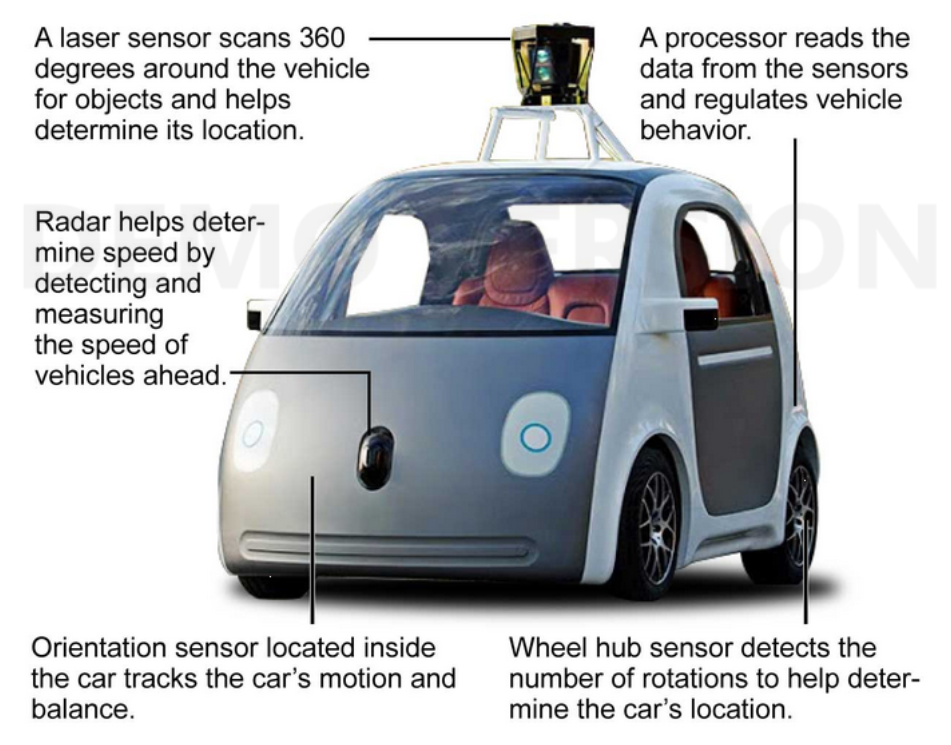 A laser sensor scans 360
degrees around the vehicle
for objects and helps
determine its location.
A processor reads the
data from the sensors
and regulates vehicle
behavior.
Radar helps deter-
mine speed by
detecting and
measuring
the speed of
vehicles ahead.
DEMO VERSION
Orientation sensor located inside
the car tracks the car’s motion and
balance.
Wheel hub sensor detects the
number of rotations to help deter-
mine the car’s location.